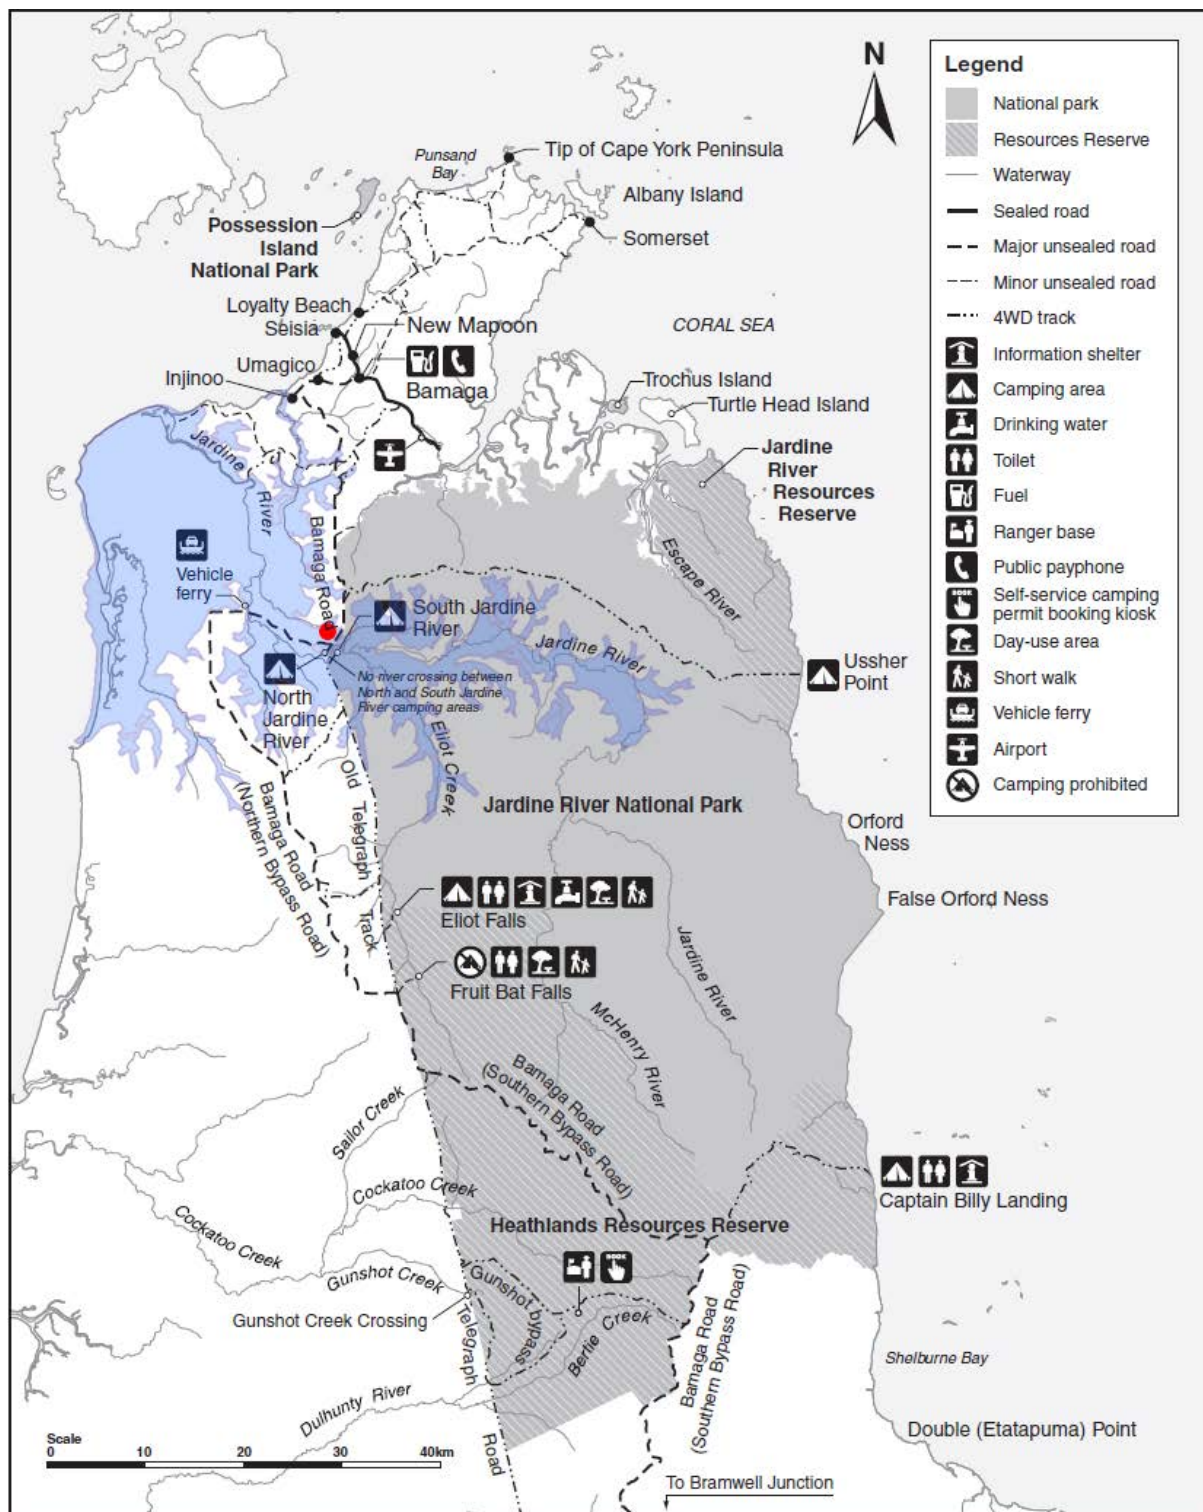 N
Legend
National park
Resources Reserve
Waterway
Sealed road
Major unsealed road
Minor unsealed road
4WD track
Information shelter
Camping area
Drinking water
Toilet
Fuel
Ranger base
Public payphone
BOOK
Self-service camping
permit booking kiosk
Day-use area
Short walk
Vehicle ferry
Airport
Camping prohibited
Punsand
Bay
Tip of Cape York Peninsula
Albany Island
Somerset
Possession
Island
National Park
Loyalty Beach
Seisia
New Mapoon
Umagico
Injinoo
Bamaga
CORAL SEA
Trochus Island
Turtle Head Island
Jardine
River
Resources
Reserve
Jardine
River
Bamaga Road
Escape River
Vehicle
ferry
South Jardine
River
Jardine River
Ussher
Point
North
Jardine
River
No river crossing between
North and South Jardine
River camping areas
Eliot Creek
Old Telegraph Track
Bamaga Road
(Northern Bypass Road)
Jardine River National Park
Orford
Ness
False Orford Ness
Eliot Falls
Fruit Bat Falls
Jardine River
McHenry River
Bamaga Road
(Southern Bypass Road)
Sailor Creek
Cockatoo Creek
Cockatoo Creek
Captain Billy Landing
Heathlands Resources Reserve
BOOK
Gunshot Creek
Gunshot bypass
Gunshot Creek Crossing
Telegraph Road
Bertie Creek
Bamaga Road
(Southern Bypass Road)
Shelburne Bay
Dulhunty River
Double (Etatapuma) Point
Scale
0 10 20 30 40km
To Bramwell Junction